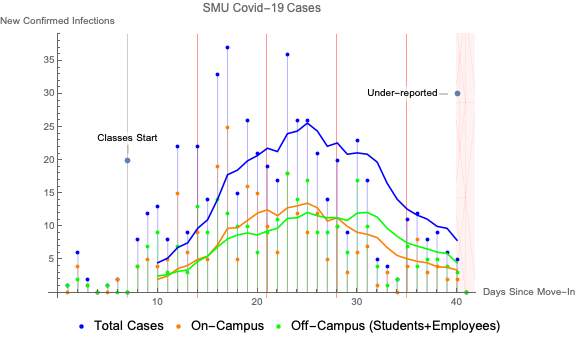 SMU Covid-19 Cases
New Confirmed Infections
35
30
25
20
15
10
5
Under-reported
Classes Start
10
20
30
40
Days Since Move-In
Total Cases
On-Campus
Off-Campus (Students+Employees)